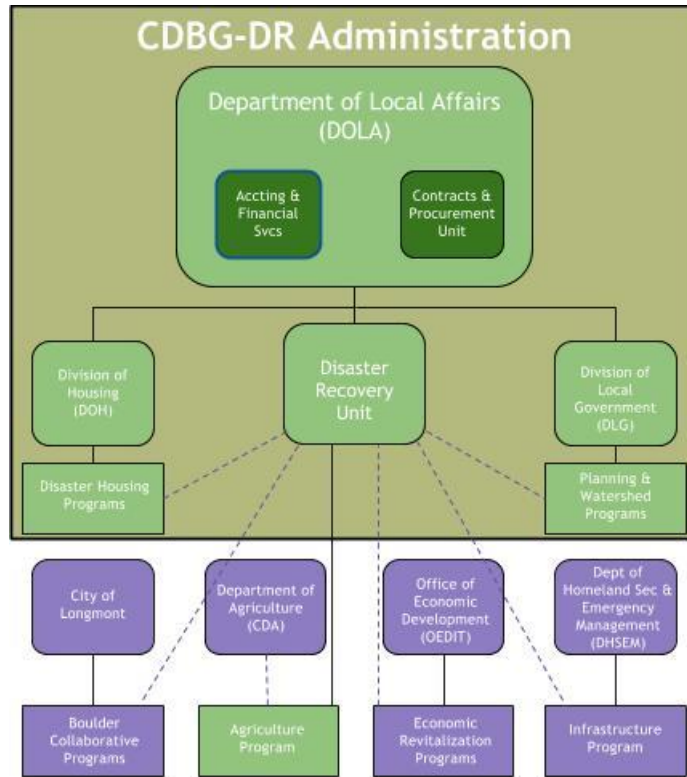 CDBG-DR Administration
Department of Local Affairs
(DOLA)
Accting &
Financial
Svcs
Contracts &
Procurement
Unit
Division of
Housing
(DOH)
Disaster
Recovery
Unit
Division of
Local
Government
(DLG)
Disaster Housing
Programs
Planning &
Watershed
Programs
City of
Longmont
Department of
Agriculture
(CDA)
Office of
Economic
Development
(OEDIT)
Dept of
Homeland Sec &
Emergency
Management
(DHSEM)
Boulder
Collaborative
Programs
Agriculture
Program
Economic
Revitalization
Programs
Infrastructure
Program